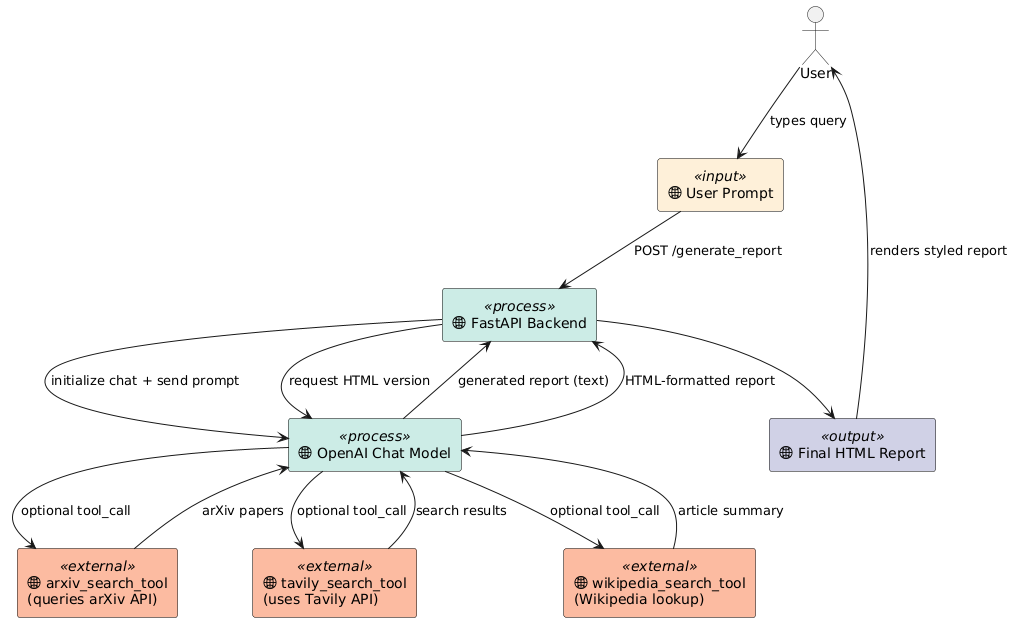 User
types query
«input»
User Prompt
POST /generate_report
renders styled report
«process»
FastAPI Backend
initialize chat + send prompt
request HTML version
generated report (text)
HTML-formatted report
«process»
OpenAI Chat Model
«output»
Final HTML Report
optional tool_call
arXiv papers
optional tool_call
search results
optional tool_call
article summary
«external»
arxiv_search_tool
(queries arXiv API)
«external»
tavily_search_tool
(uses Tavily API)
«external»
wikipedia_search_tool
(Wikipedia lookup)